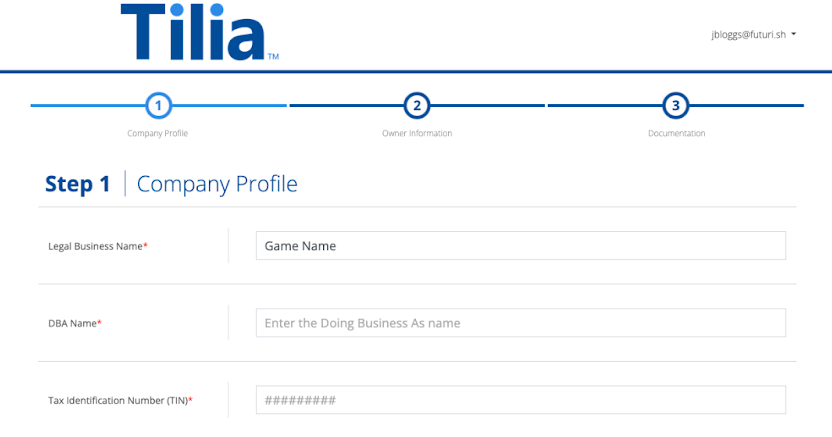 Tilia™
jbloggs@futuri.sh
1 2 3
Company Profile Owner Information Documentation
Step 1 Company Profile
Legal Business Name* Game Name
DBA Name* Enter the Doing Business As name
Tax Identification Number (TIN)* #########